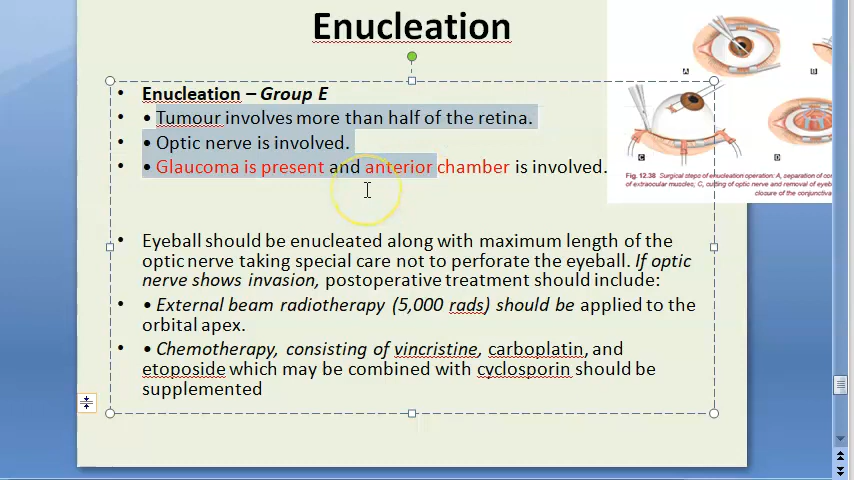 Enucleation
• Enucleation – Group E
• • Tumour involves more than half of the retina.
• • Optic nerve is involved.
• • Glaucoma is present and anterior chamber is involved.
• Eyeball should be enucleated along with maximum length of the
optic nerve taking special care not to perforate the eyeball. If optic
nerve shows invasion, postoperative treatment should include:
• • External beam radiotherapy (5,000 rads) should be applied to the
orbital apex.
• • Chemotherapy, consisting of vincristine, carboplatin, and
etoposide which may be combined with cyclosporin should be
supplemented
A
B
C
D
Fig. 12.38 Surgical steps of enucleation operation: A, separation of con
of extraocular muscles, C, cutting of optic nerve and removal of eyeb
closure of the conjunctiva